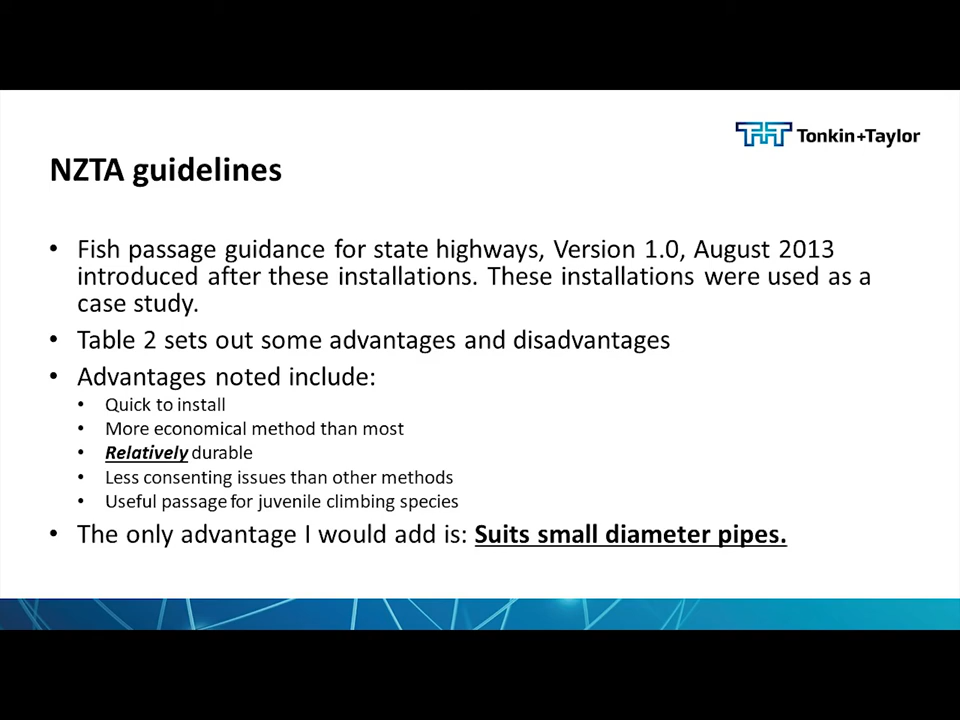 Tonkin+Taylor
NZTA guidelines
• Fish passage guidance for state highways, Version 1.0, August 2013
introduced after these installations. These installations were used as a
case study.
• Table 2 sets out some advantages and disadvantages
• Advantages noted include:
• Quick to install
• More economical method than most
• Relatively durable
• Less consenting issues than other methods
• Useful passage for juvenile climbing species
• The only advantage I would add is: Suits small diameter pipes.